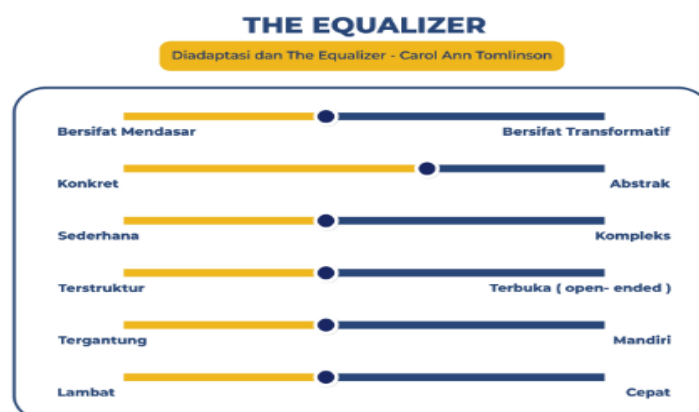 THE EQUALIZER
Diadaptasi dan The Equalizer - Carol Ann Tomlinson
Bersifat Mendasar Bersifat Transformatif
Konkret Abstrak
Sederhana Kompleks
Terstruktur Terbuka ( open- ended )
Tergantung Mandiri
Lambat Cepat